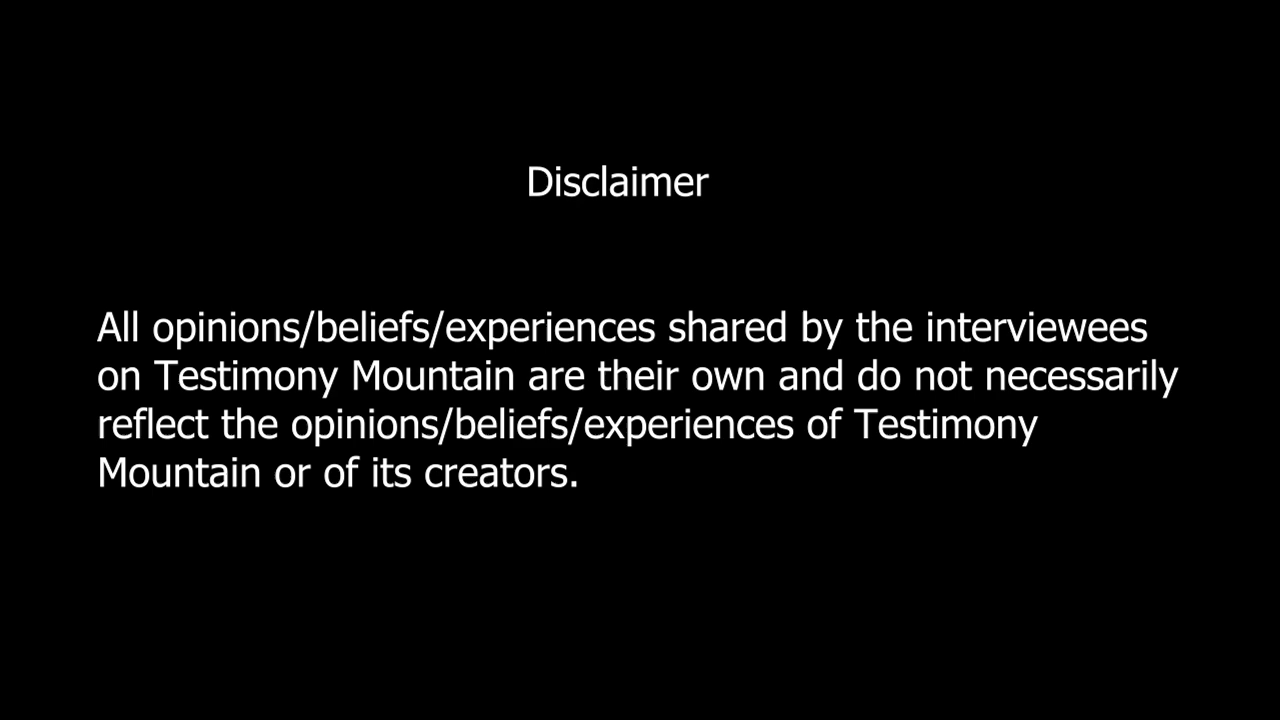 Disclaimer
All opinions/beliefs/experiences shared by the interviewees
on Testimony Mountain are their own and do not necessarily
reflect the opinions/beliefs/experiences of Testimony
Mountain or of its creators.